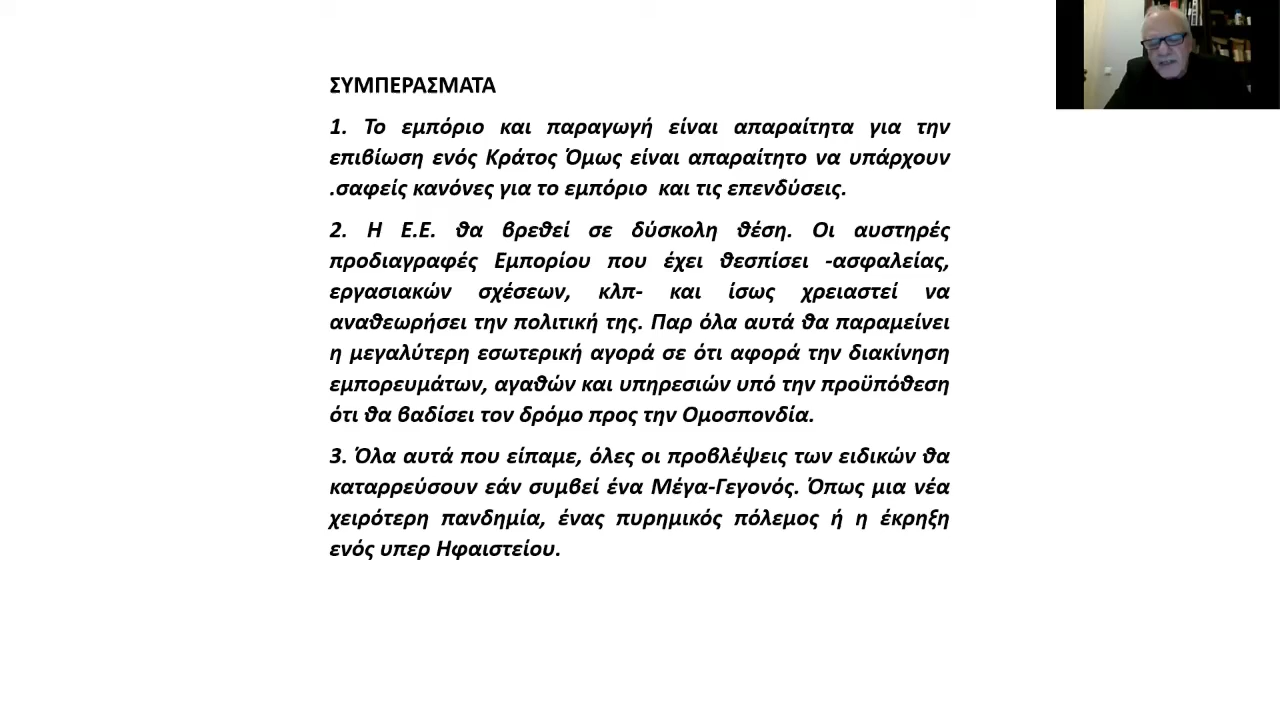 ΣΥΜΠΕΡΑΣΜΑΤΑ
1. Το εμπόριο και παραγωγή είναι απαραίτητα για την
επιβίωση ενός Κράτος Όμως είναι απαραίτητο να υπάρχουν
.σαφείς κανόνες για το εμπόριο  και τις επενδύσεις.
2. Η Ε.Ε. θα βρεθεί σε δύσκολη θέση. Οι αυστηρές
προδιαγραφές Εμπορίου που έχει θεσπίσει -ασφαλείας,
εργασιακών σχέσεων, κλπ- και ίσως χρειαστεί να
αναθεωρήσει την πολιτική της. Παρ όλα αυτά θα παραμείνει
η μεγαλύτερη εσωτερική αγορά σε ότι αφορά την διακίνηση
εμπορευμάτων, αγαθών και υπηρεσιών υπό την προϋπόθεση
ότι θα βαδίσει τον δρόμο προς την Ομοσπονδία.
3. Όλα αυτά που είπαμε, όλες οι προβλέψεις των ειδικών θα
καταρρεύσουν εάν συμβεί ένα Μέγα-Γεγονός. Όπως μια νέα
χειρότερη πανδημία, ένας πυρημικός πόλεμος ή η έκρηξη
ενός υπερ Ηφαιστείου.